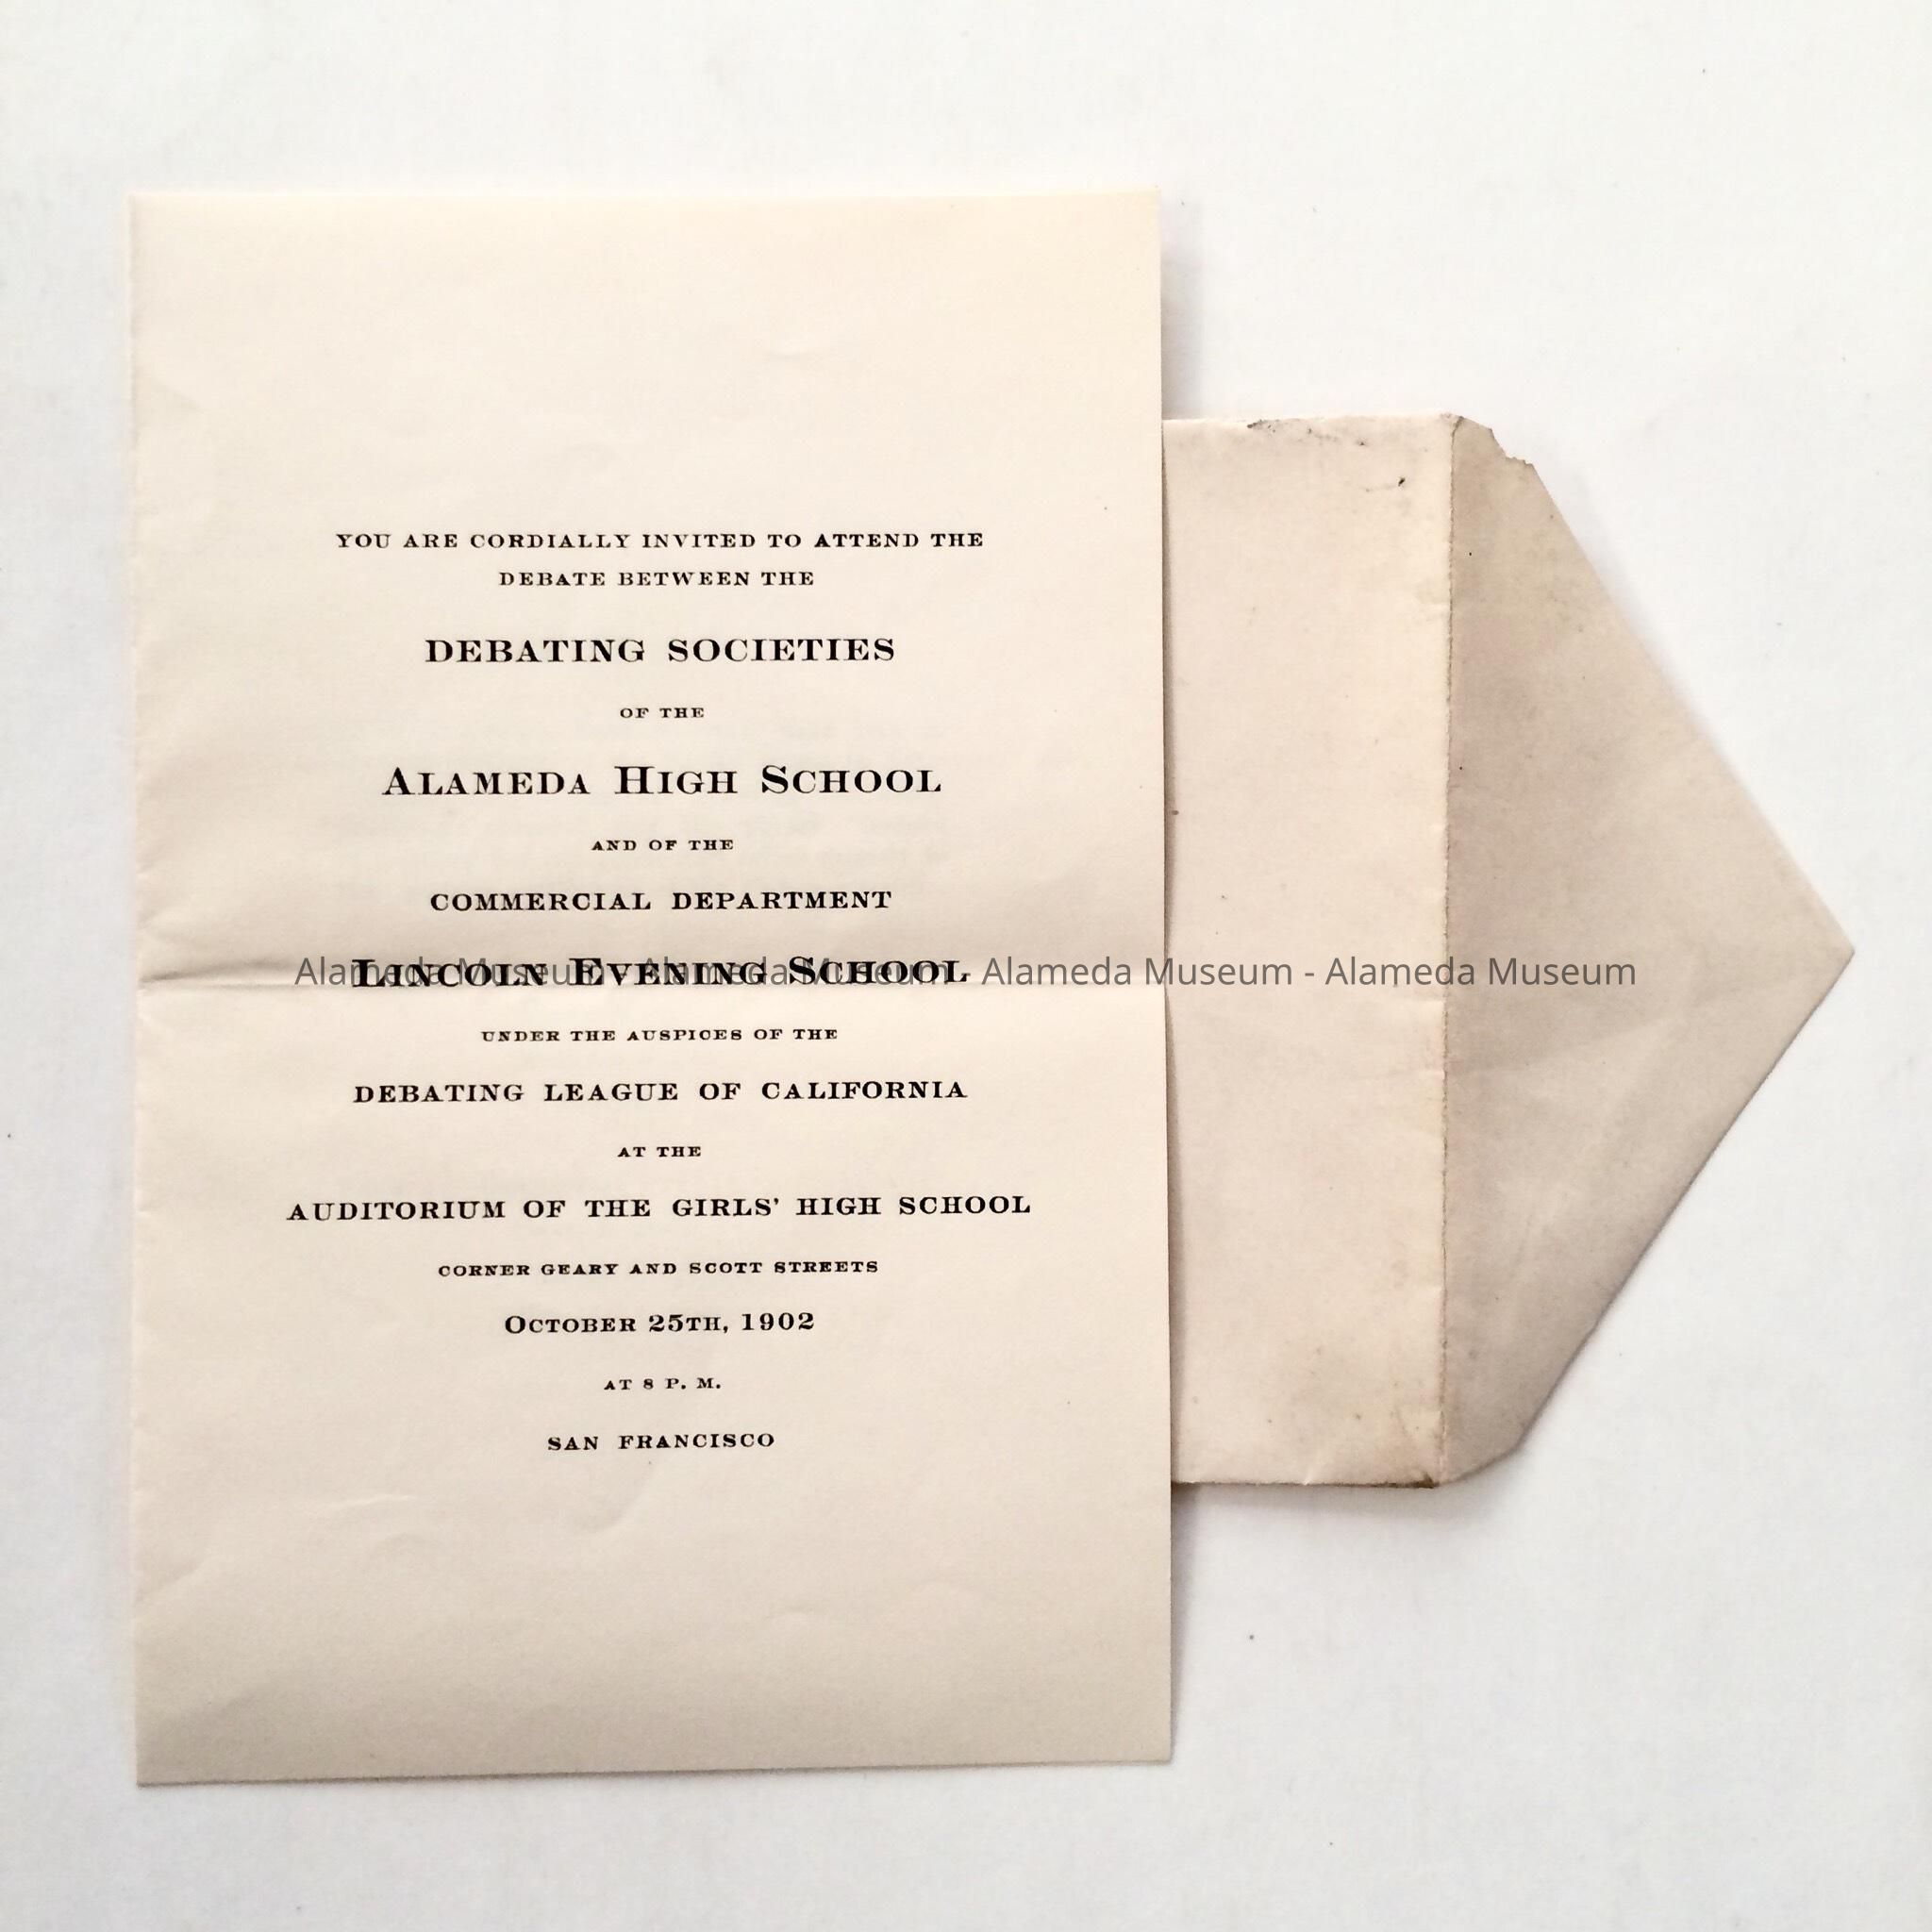 YOU ARE CORDIALLY INVITED TO ATTEND THE
DEBATE BETWEEN THE
DEBATING SOCIETIES
OF THE
ALAMEDA HIGH SCHOOL
AND OF THE
COMMERCIAL DEPARTMENT
LINCOLN EVENING SCHOOL
Alameda Museum - Alameda Museum - Alameda Museum - Alameda Museum
UNDER THE AUSPICES OF THE
DEBATING LEAGUE OF CALIFORNIA
AT THE
AUDITORIUM OF THE GIRLS' HIGH SCHOOL
CORNER GEARY AND SCOTT STREETS
OCTOBER 25TH, 1902
AT 8 P. M.
SAN FRANCISCO